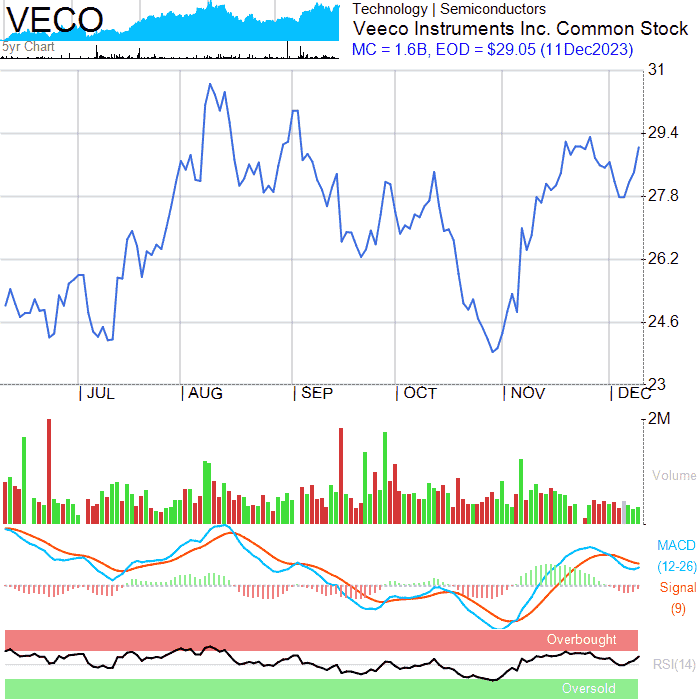 VECO
5yr Chart
Technology | Semiconductors
Veeco Instruments Inc. Common Stock
MC = 1.6B, EOD = $29.05 (11Dec2023)
31
29.4
27.8
26.2
24.6
23
| JUL | AUG | SEP | OCT | NOV | DEC
2M
Volume
MACD
(12-26)
Signal
(9)
Overbought
RSI(14)
Oversold